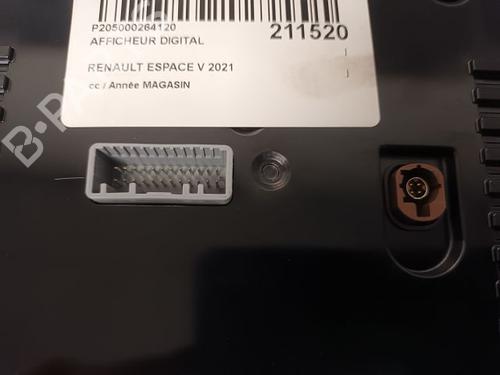 P205000264120
211520
AFFICHEUR DIGITAL
RENAULT ESPACE V 2021
cc / Année MAGASIN